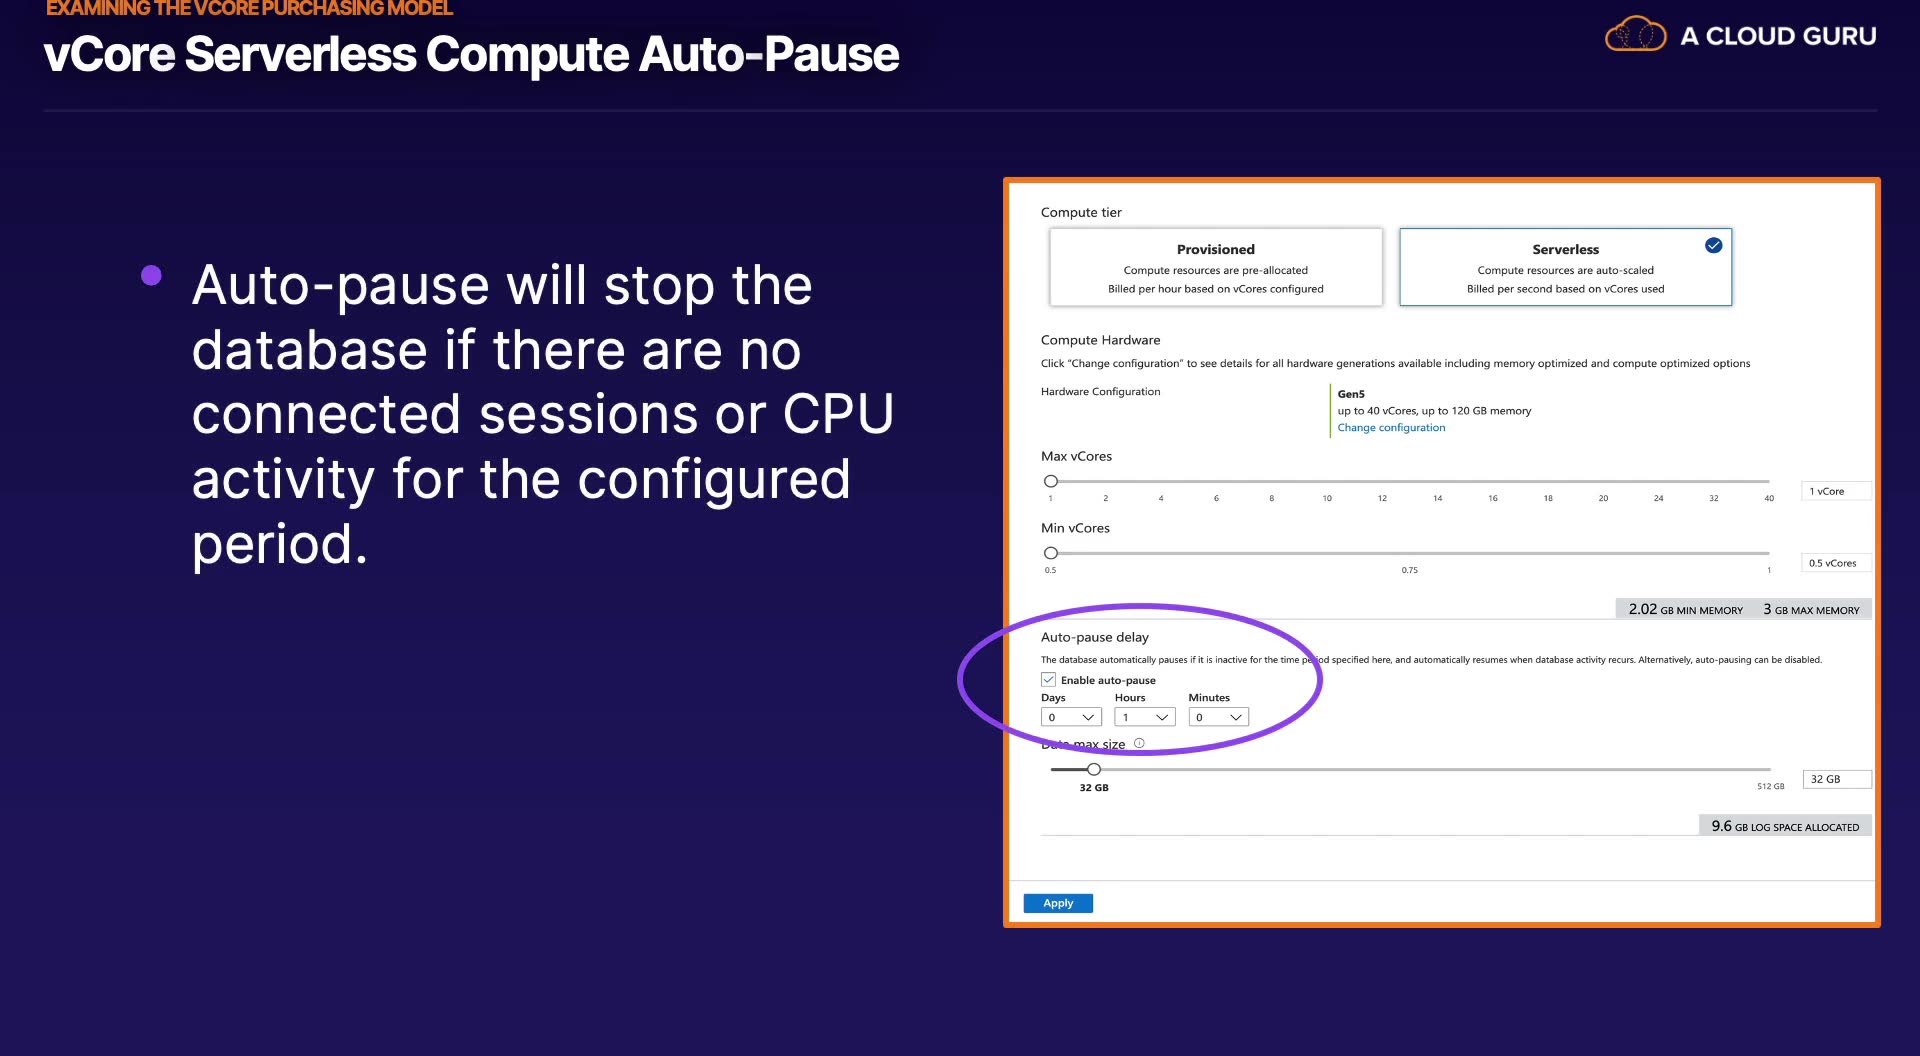 EXAMINING THE VCORE PURCHASING MODEL
vCore Serverless Compute Auto-Pause
A CLOUD GURU
Auto-pause will stop the
database if there are no
connected sessions or CPU
activity for the configured
period.
Compute tier
Provisioned
Compute resources are pre-allocated
Billed per hour based on vCores configured
Serverless
Compute resources are auto-scaled
Billed per second based on vCores used
Compute Hardware
Click "Change configuration" to see details for all hardware generations available including memory optimized and compute optimized options
Hardware Configuration
Gen5
up to 40 vCores, up to 120 GB memory
Change configuration
Max vCores
1 2 4 6 8 10 12 14 16 18 20 24 32 40
1 vCore
Min vCores
0.5 0.75 1
0.5 vCores
2.02 GB MIN MEMORY 3 GB MAX MEMORY
Auto-pause delay
The database automatically pauses if it is inactive for the time period specified here, and automatically resumes when database activity recurs. Alternatively, auto-pausing can be disabled.
Enable auto-pause
Days Hours Minutes
0 1 0
Data max size
32 GB
512 GB
32 GB
9.6 GB LOG SPACE ALLOCATED
Apply